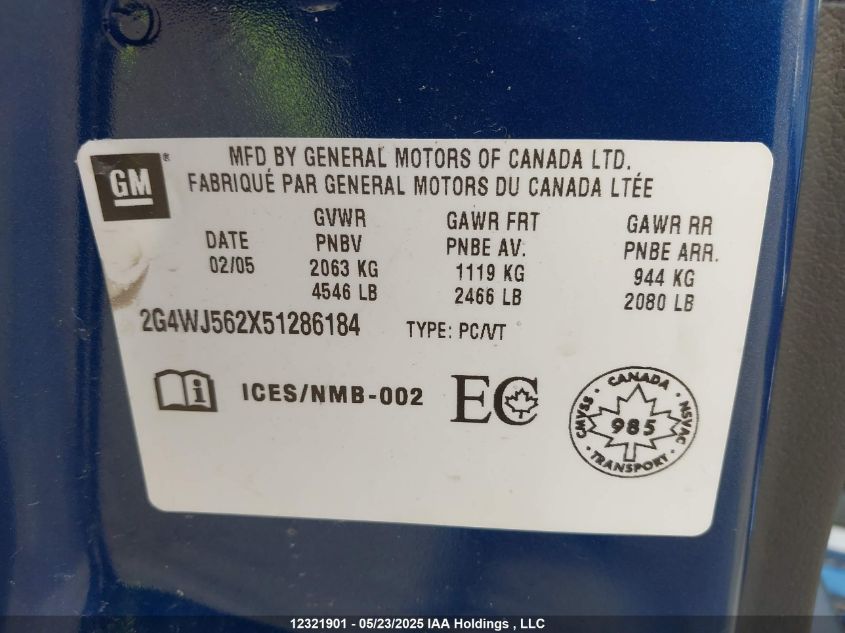 GM®
MFD BY GENERAL MOTORS OF CANADA LTD.
FABRIQUÉ PAR GENERAL MOTORS DU CANADA LTÉE
DATE
02/05
GVWR
PNBV
2063 KG
4546 LB
GAWR FRT
PNBE AV.
1119 KG
2466 LB
GAWR RR
PNBE ARR.
944 KG
2080 LB
2G4WJ562X51286184 TYPE: PC/VT
i ICES/NMB-002 EC
CANADA
CMVSS 985 NSVAC
TRANSPORT
12321901 - 05/23/2025 IAA Holdings , LLC